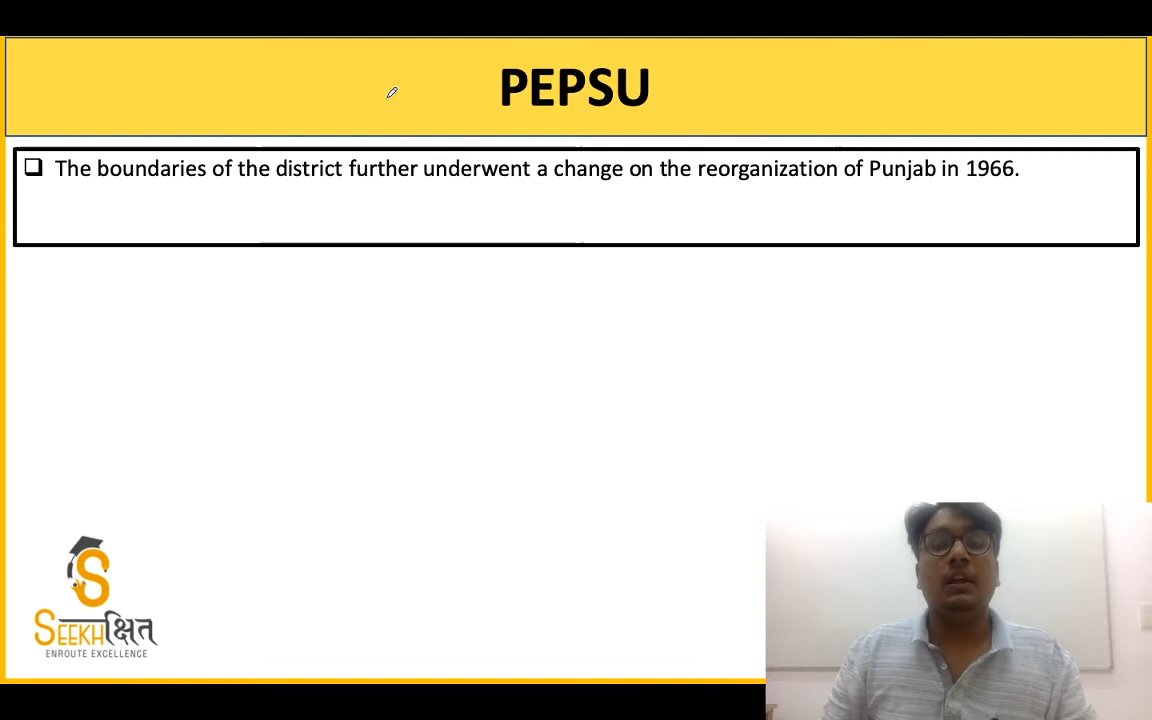 PEPSU
The boundaries of the district further underwent a change on the reorganization of Punjab in 1966.
SEEKHक्षित
ENROUTE EXCELLENCE